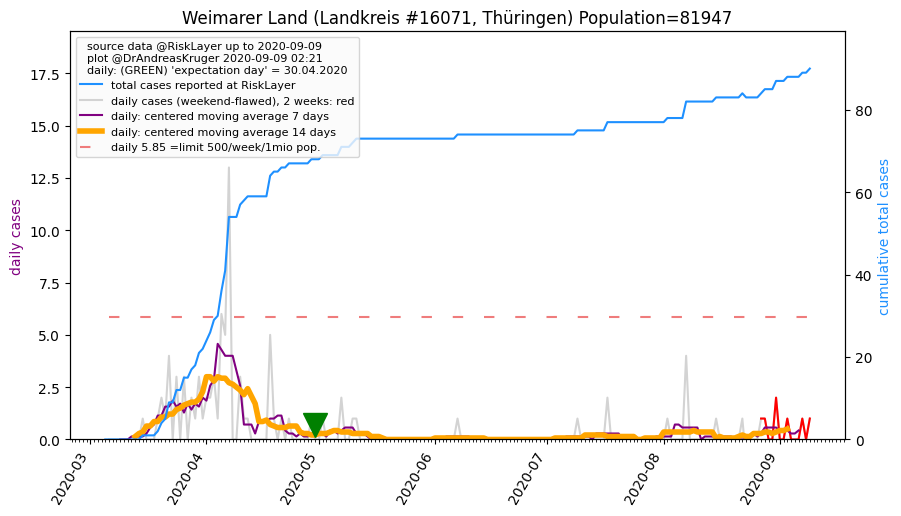 Weimarer Land (Landkreis #16071, Thüringen) Population=81947
source data @RiskLayer up to 2020-09-09
plot @DrAndreasKruger 2020-09-09 02:21
daily: (GREEN) 'expectation day' = 30.04.2020
total cases reported at RiskLayer
daily cases (weekend-flawed), 2 weeks: red
daily: centered moving average 7 days
daily: centered moving average 14 days
daily 5.85 =limit 500/week/1mio pop.
daily cases
17.5
15.0
12.5
10.0
7.5
5.0
2.5
0.0
cumulative total cases
80
60
40
20
0
2020-03
2020-04
2020-05
2020-06
2020-07
2020-08
2020-09